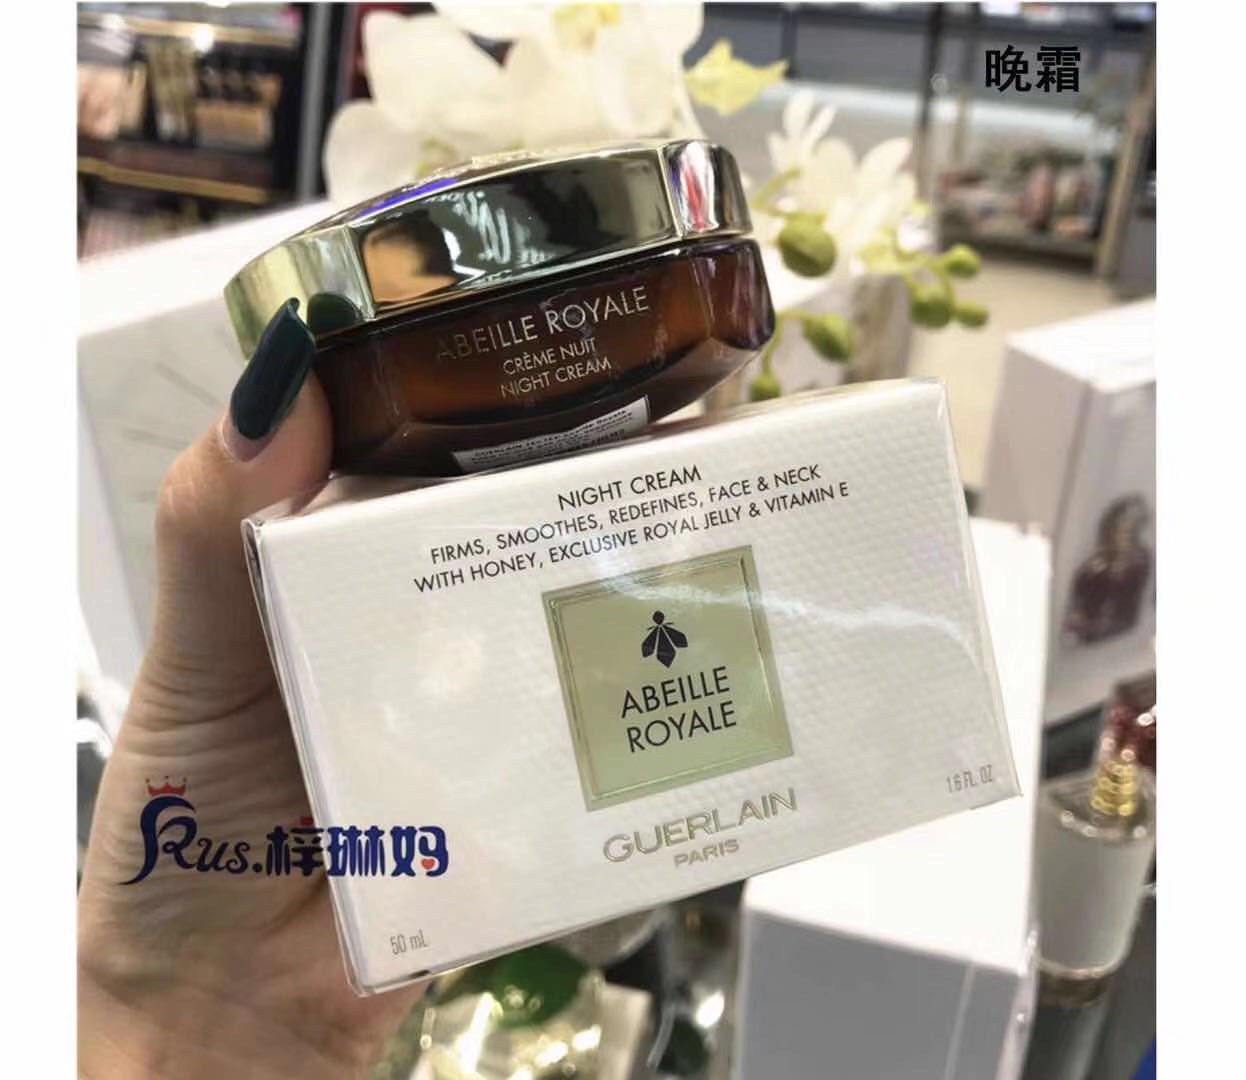 晚霜
ABEILLE ROYALE
CRÈME NUIT
NIGHT CREAM
NIGHT CREAM
FIRMS, SMOOTHES, REDEFINES, FACE & NECK
WITH HONEY, EXCLUSIVE ROYAL JELLY & VITAMIN E
ABEILLE
ROYALE
GUERLAIN
PARIS
1.6 FL. OZ
Rus.梓琳妈
50 mL